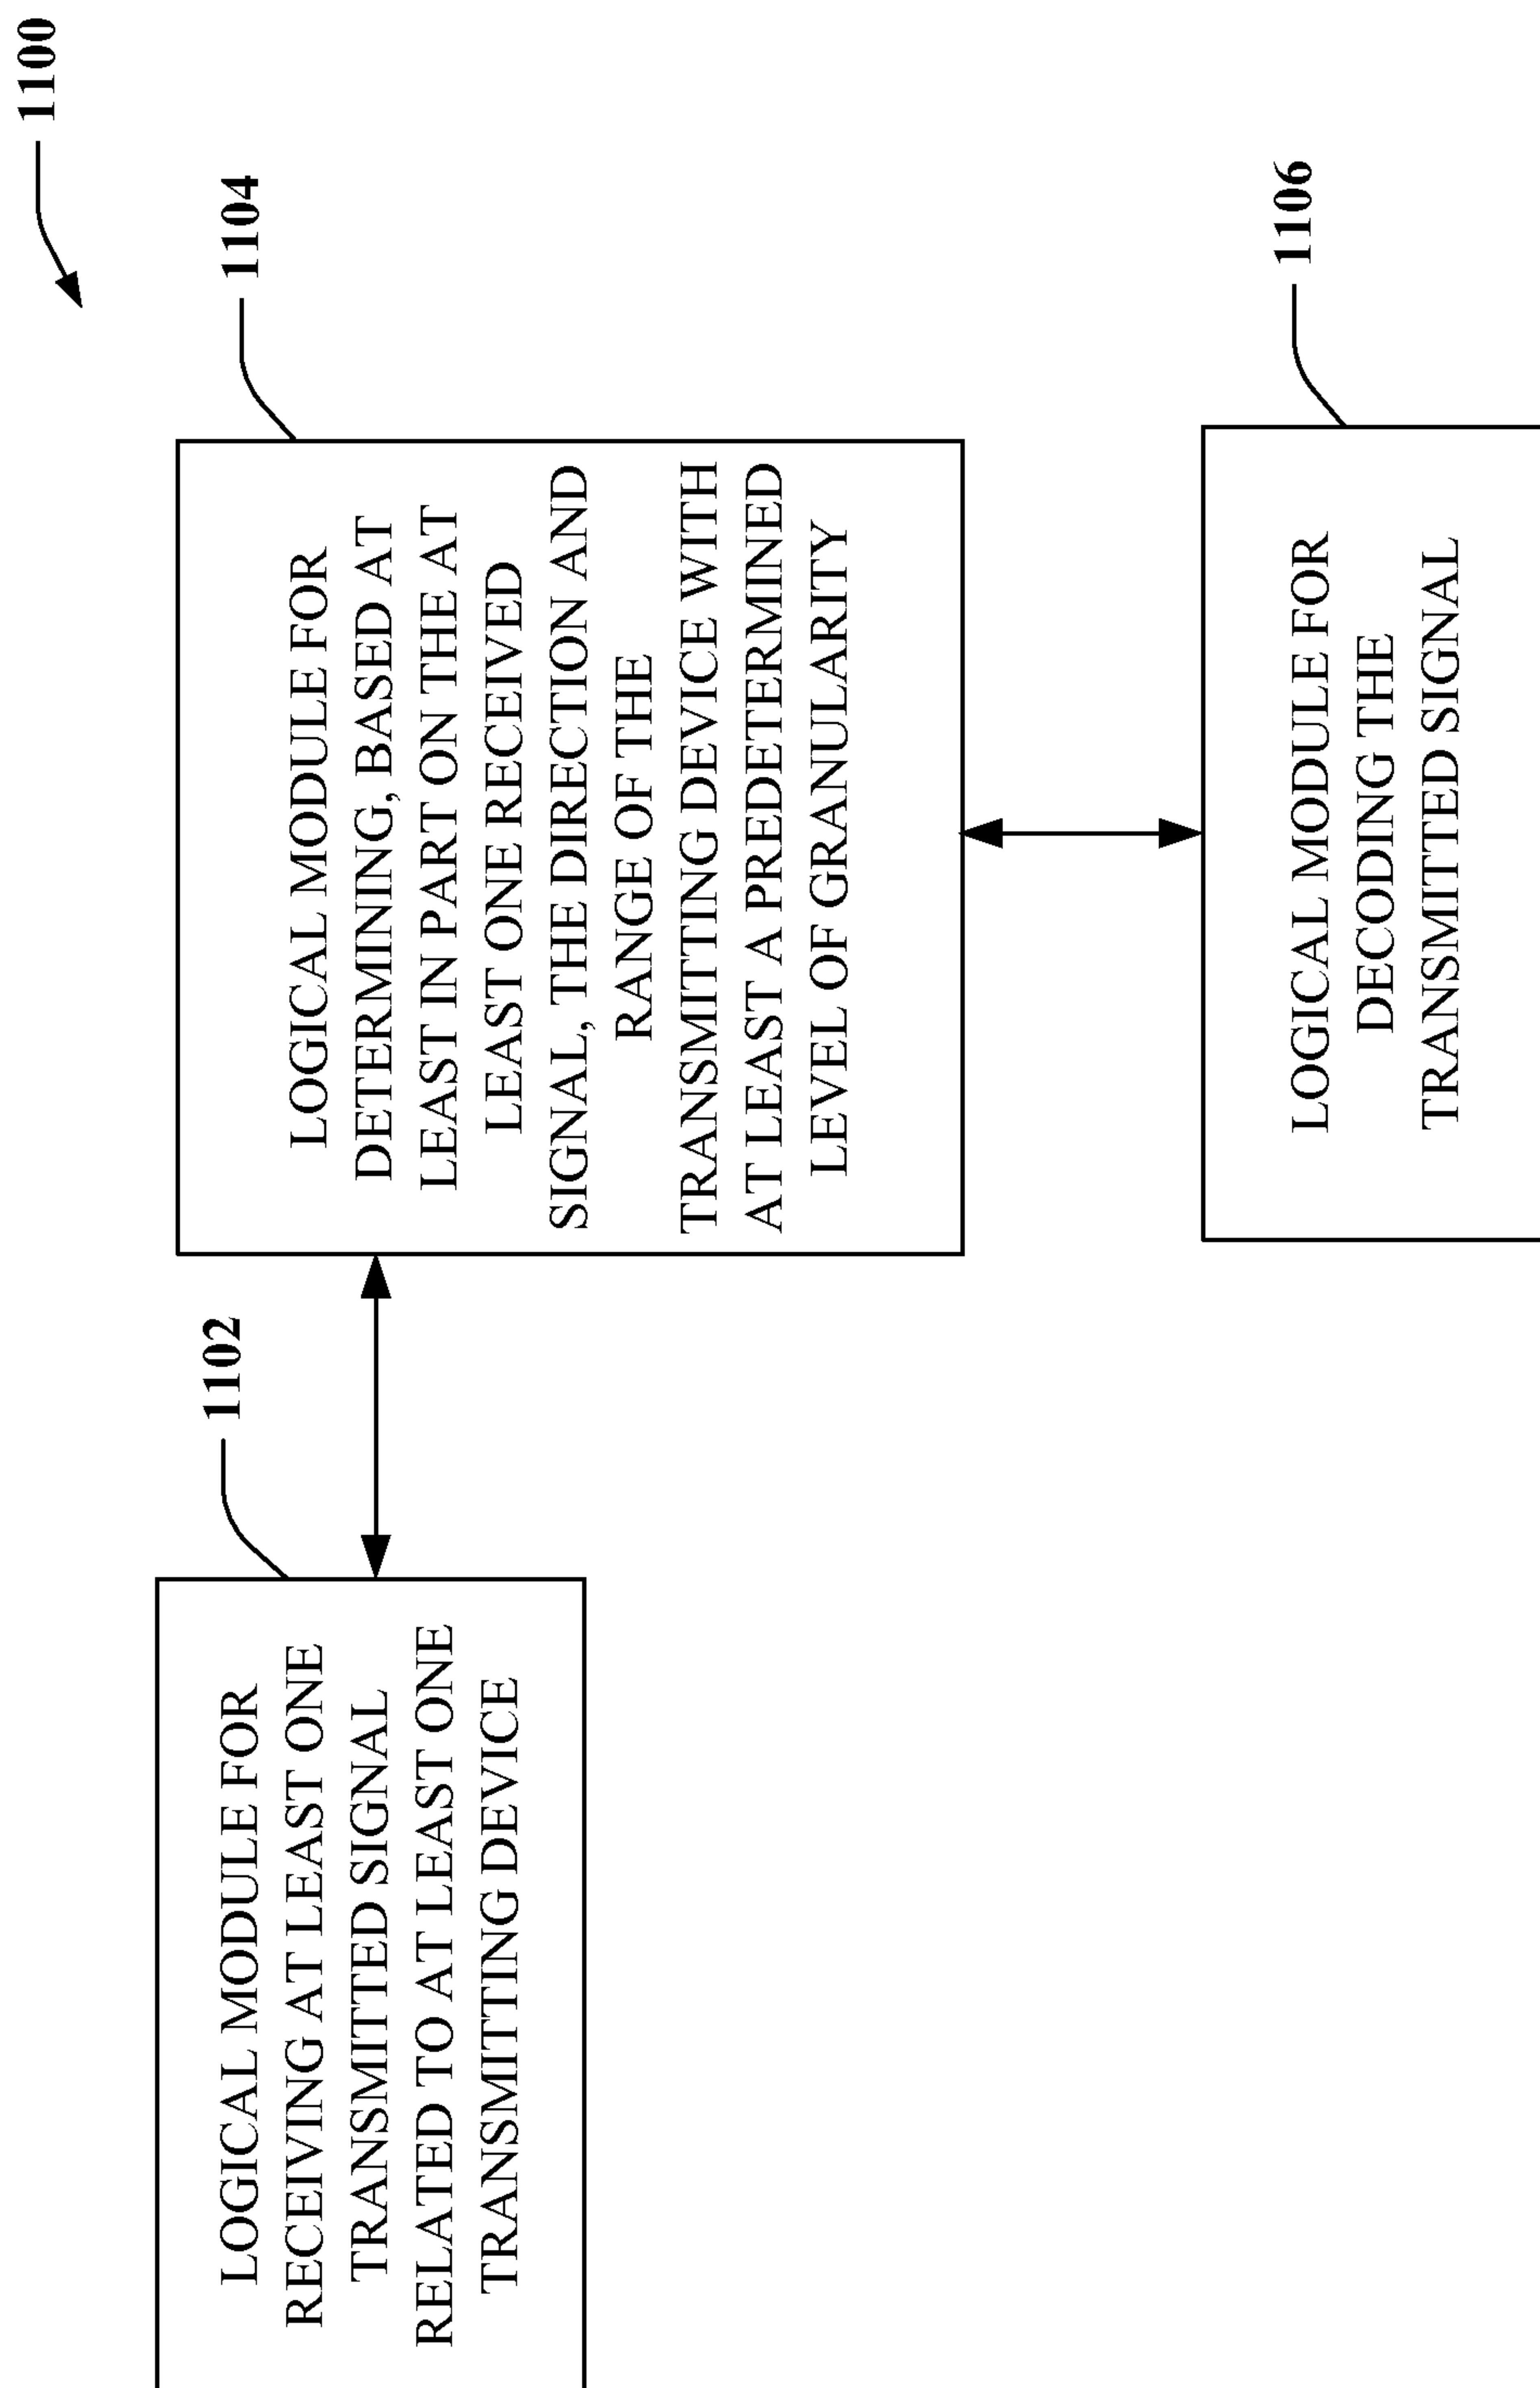 1100
1102
LOGICAL MODULE FOR
RECEIVING AT LEAST ONE
TRANSMITTED SIGNAL
RELATED TO AT LEAST ONE
TRANSMITTING DEVICE
1104
LOGICAL MODULE FOR
DETERMINING, BASED AT
LEAST IN PART ON THE AT
LEAST ONE RECEIVED
SIGNAL, THE DIRECTION AND
RANGE OF THE
TRANSMITTING DEVICE WITH
AT LEAST A PREDETERMINED
LEVEL OF GRANULARITY
1106
LOGICAL MODULE FOR
DECODING THE
TRANSMITTED SIGNAL